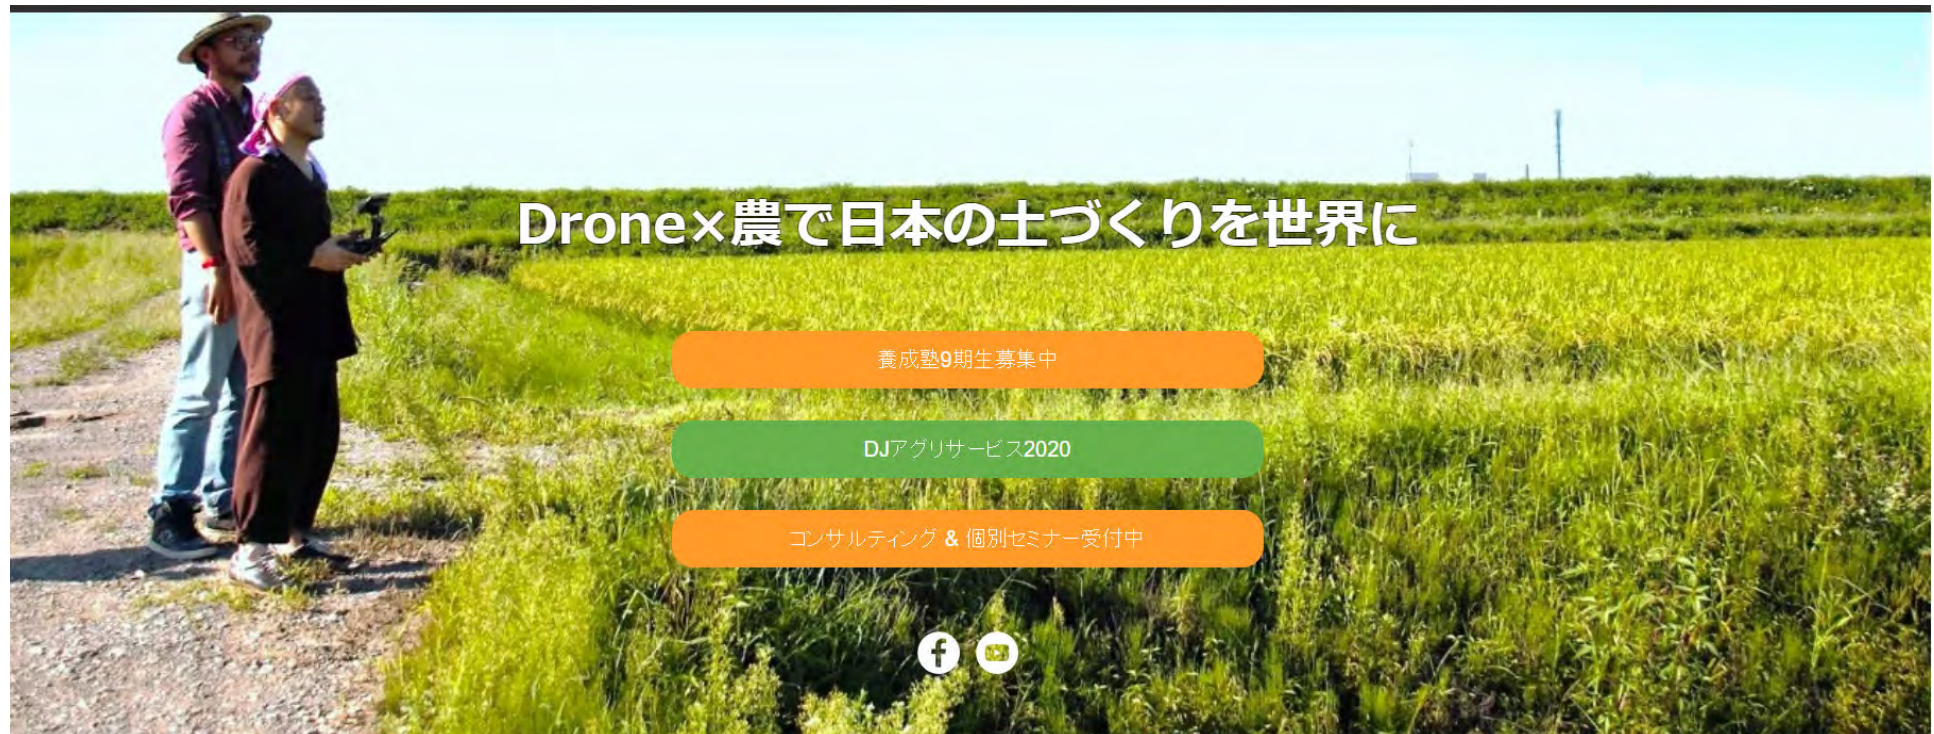 Drone×農で日本の土づくりを世界に
養成塾9期生募集中
DJアグリサービス2020
コンサルティング & 個別セミナー受付中